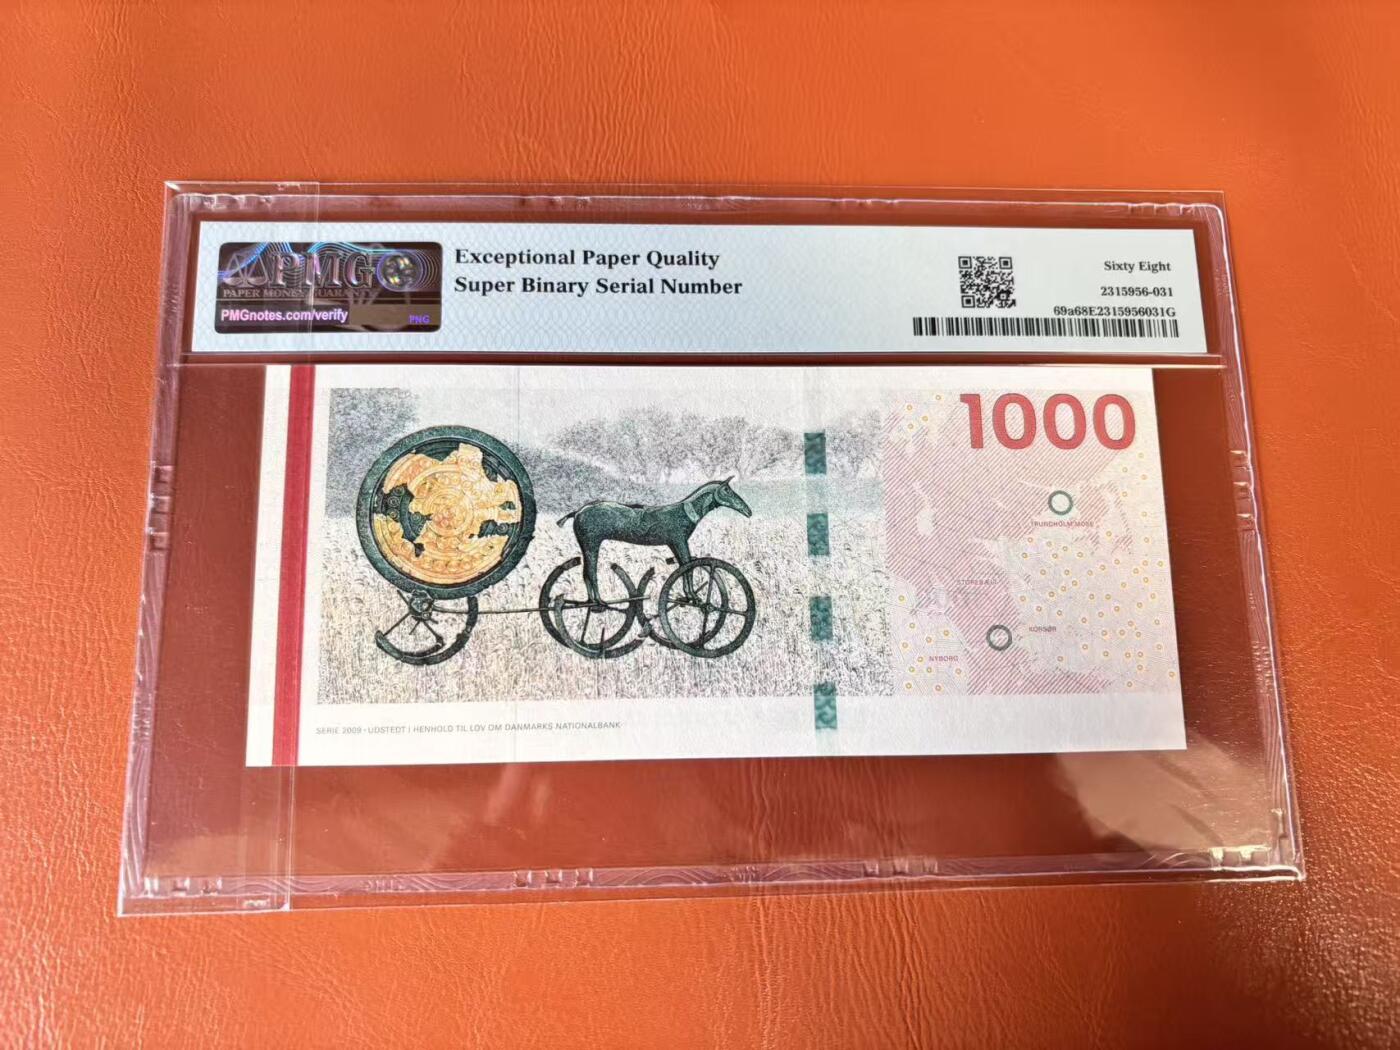 PMG
PAPER MONEY GUARANTY
PMGnotes.com/verify
PNG
Exceptional Paper Quality
Super Binary Serial Number
Sixty Eight
2315956-031
69a68E2315956031G
1000
TRUNDHOLM MOSE
STOREBÆLT
KORSØR
NYBORG
SERIE 2009 · UDSTEDT I HENHOLD TIL LOV OM DANMARKS NATIONALBANK